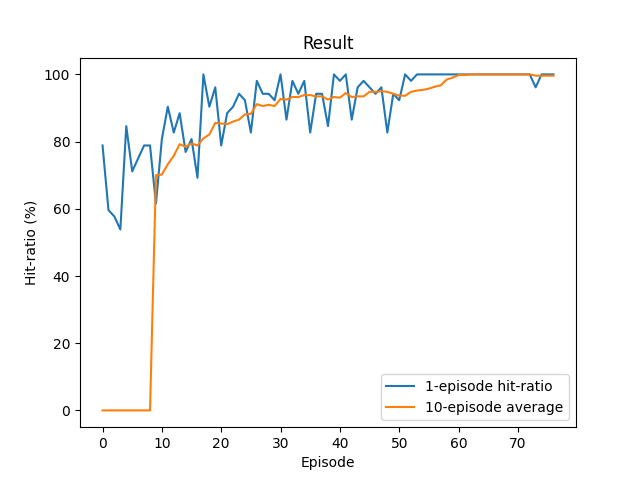 Result
Hit-ratio (%)
100
80
60
40
20
0
0 10 20 30 40 50 60 70
Episode
1-episode hit-ratio
10-episode average